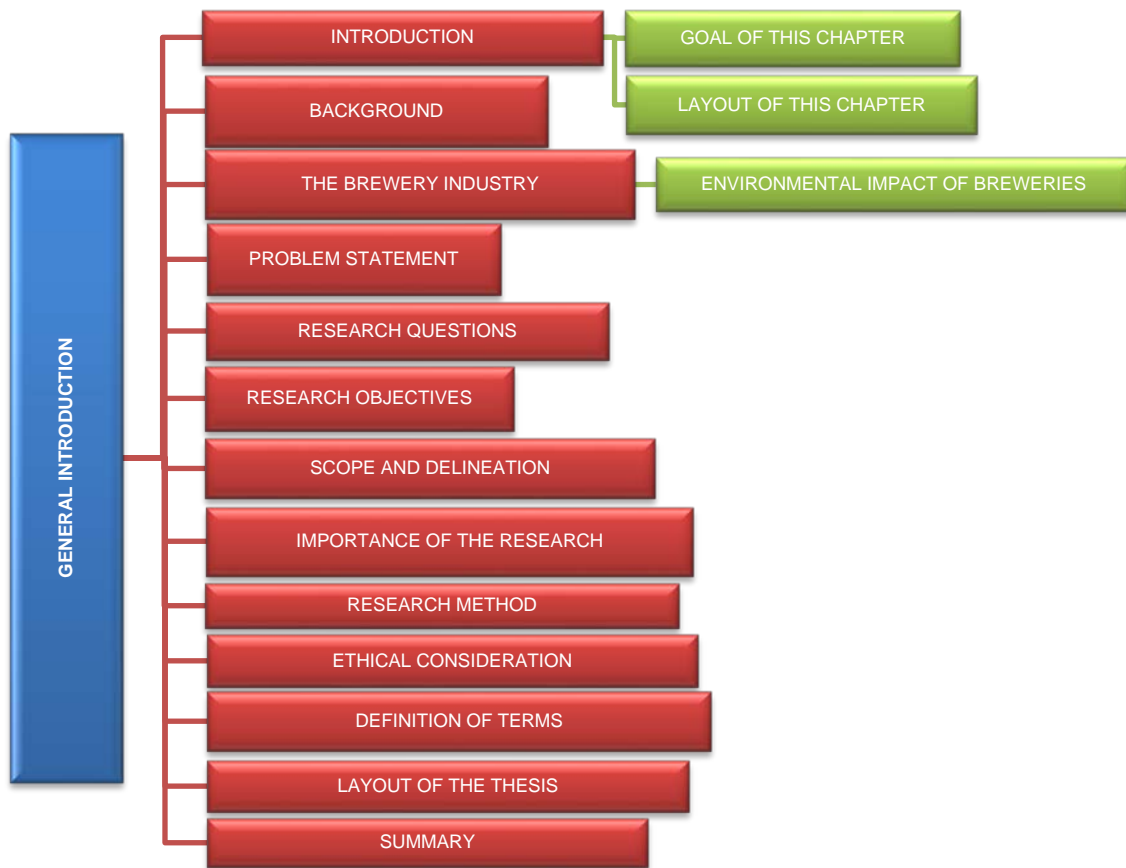 INTRODUCTION
GOAL OF THIS CHAPTER
LAYOUT OF THIS CHAPTER
BACKGROUND
THE BREWERY INDUSTRY
ENVIRONMENTAL IMPACT OF BREWERIES
PROBLEM STATEMENT
RESEARCH QUESTIONS
RESEARCH OBJECTIVES
GENERAL INTRODUCTION
SCOPE AND DELINEATION
IMPORTANCE OF THE RESEARCH
RESEARCH METHOD
ETHICAL CONSIDERATION
DEFINITION OF TERMS
LAYOUT OF THE THESIS
SUMMARY